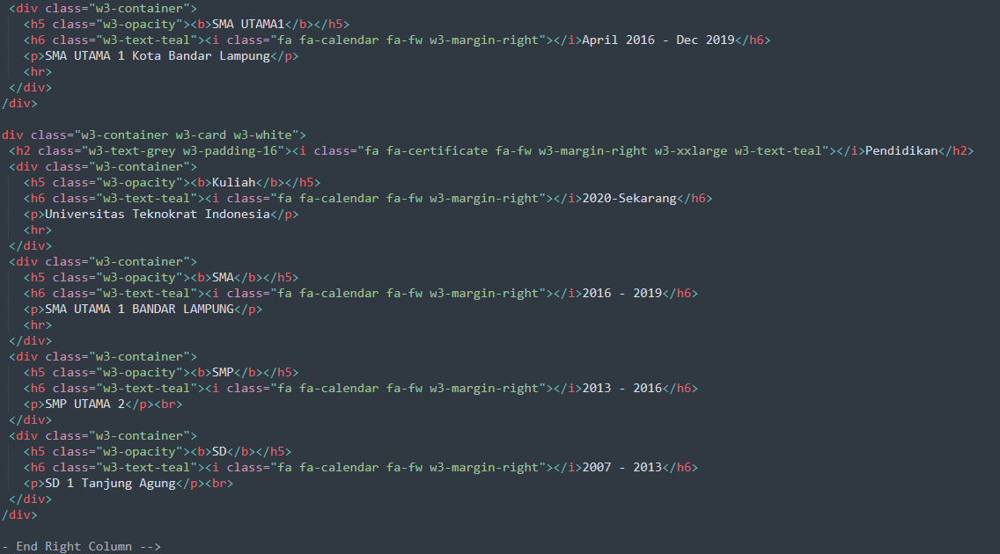 <div class="w3-container">
<h5 class="w3-opacity"><b>SMA UTAMA1</b></h5>
<h6 class="w3-text-teal"><i class="fa fa-calendar fa-fw w3-margin-right"></i>April 2016 - Dec 2019</h6>
<p>SMA UTAMA 1 Kota Bandar Lampung</p>
<hr>
</div>
/div>
div class="w3-container w3-card w3-white">
<h2 class="w3-text-grey w3-padding-16"><i class="fa fa-certificate fa-fw w3-margin-right w3-xxlarge w3-text-teal"></i>Pendidikan</h2>
<div class="w3-container">
<h5 class="w3-opacity"><b>Kuliah</b></h5>
<h6 class="w3-text-teal"><i class="fa fa-calendar fa-fw w3-margin-right"></i>2020-Sekarang</h6>
<p>Universitas Teknokrat Indonesia</p>
<hr>
</div>
<div class="w3-container">
<h5 class="w3-opacity"><b>SMA</b></h5>
<h6 class="w3-text-teal"><i class="fa fa-calendar fa-fw w3-margin-right"></i>2016 - 2019</h6>
<p>SMA UTAMA 1 BANDAR LAMPUNG</p>
<hr>
</div>
<div class="w3-container">
<h5 class="w3-opacity"><b>SMP</b></h5>
<h6 class="w3-text-teal"><i class="fa fa-calendar fa-fw w3-margin-right"></i>2013 - 2016</h6>
<p>SMP UTAMA 2</p><br>
</div>
<div class="w3-container">
<h5 class="w3-opacity"><b>SD</b></h5>
<h6 class="w3-text-teal"><i class="fa fa-calendar fa-fw w3-margin-right"></i>2007 - 2013</h6>
<p>SD 1 Tanjung Agung</p><br>
</div>
/div>
- End Right Column -->